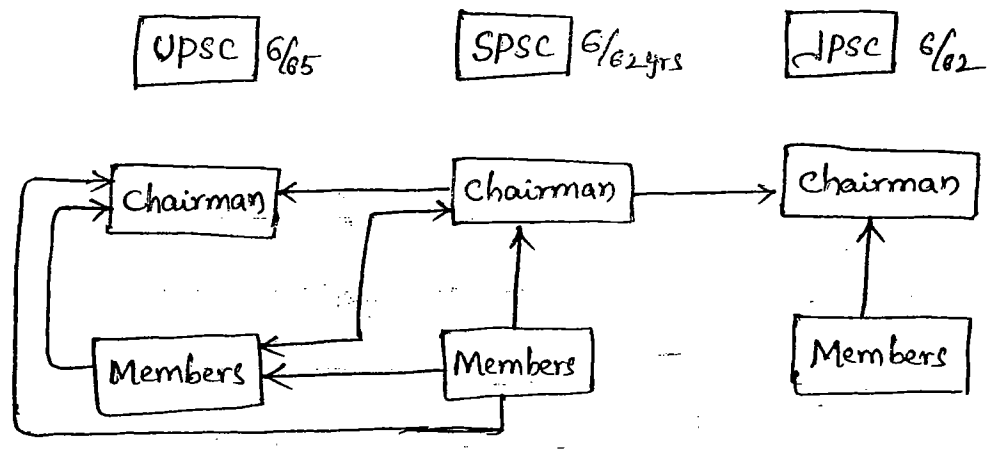 UPSC 6/65 SPSC 6/62 yrs JPSC 6/62
Chairman Chairman Chairman
Members Members Members